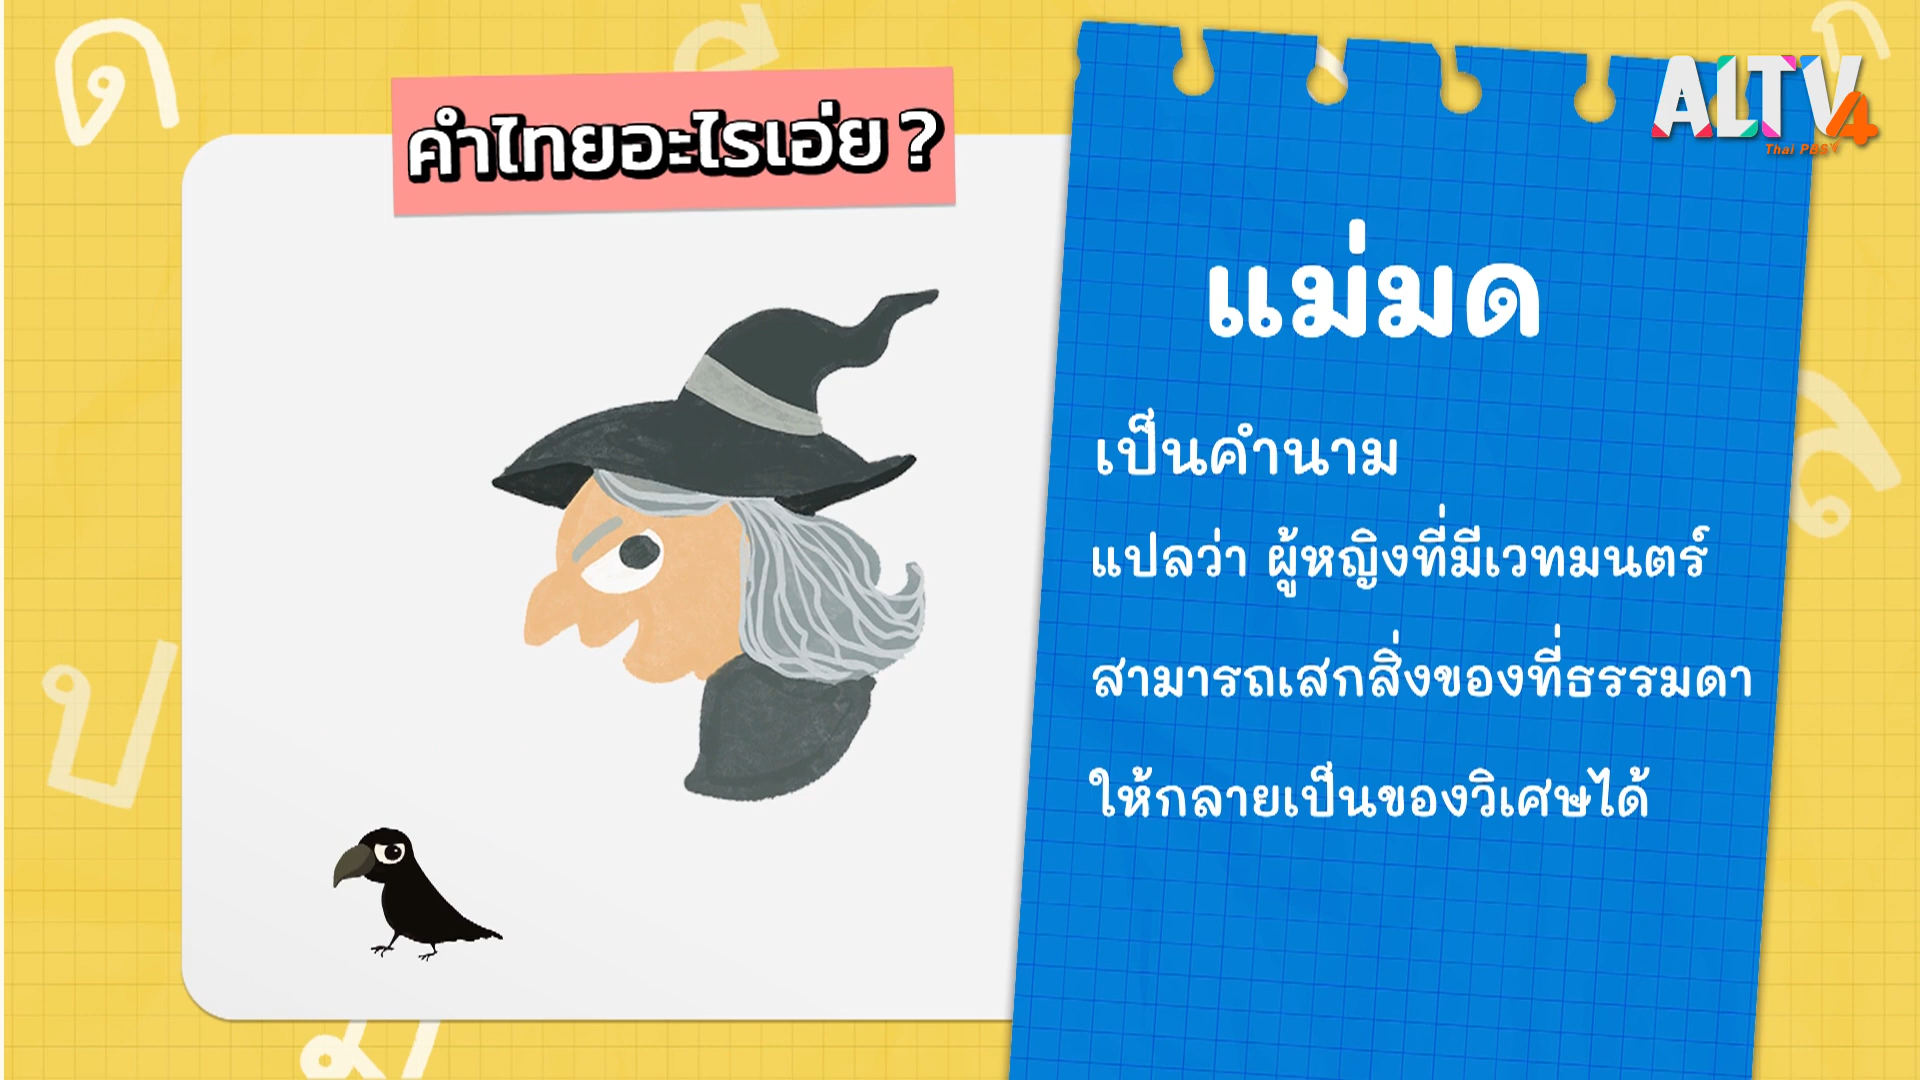 คำไทยอะไรเอ่ย ?
ALTV4
Thai PBS
แม่มด
เป็นคำนาม
แปลว่า ผู้หญิงที่มีเวทมนตร์
สามารถเสกสิ่งของที่ธรรมดา
ให้กลายเป็นของวิเศษได้
ด
ป